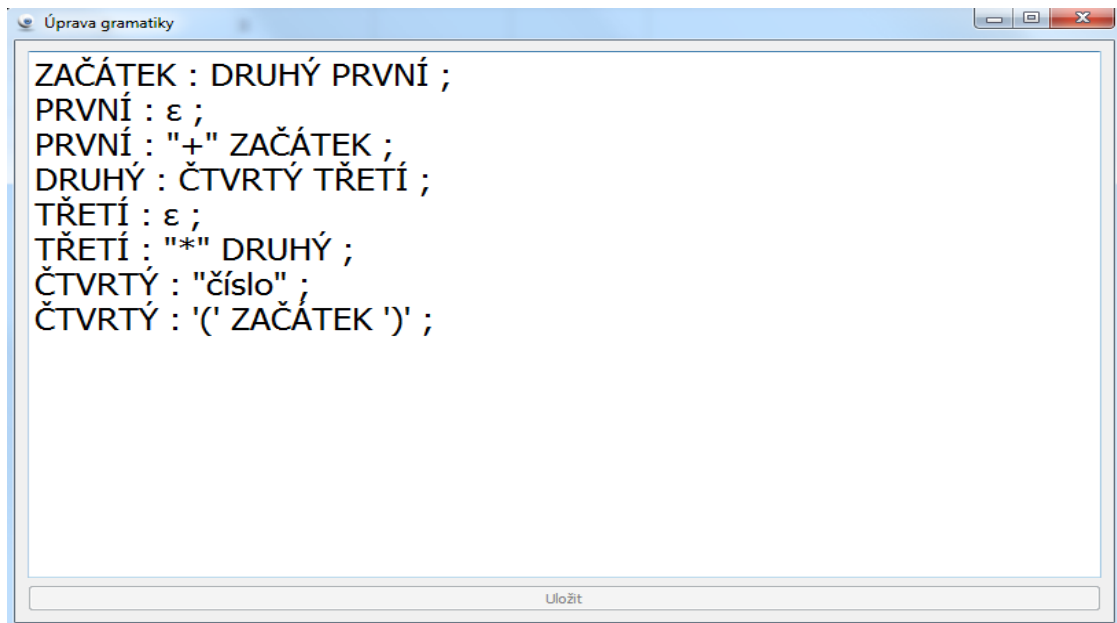 Úprava gramatiky
ZAČÁTEK : DRUHÝ PRVNÍ ;
PRVNÍ : ε ;
PRVNÍ : "+" ZAČÁTEK ;
DRUHÝ : ČTVRTÝ TŘETÍ ;
TŘETÍ : ε ;
TŘETÍ : "*" DRUHÝ ;
ČTVRTÝ : "číslo" ;
ČTVRTÝ : '(' ZAČÁTEK ')' ;
Uložit